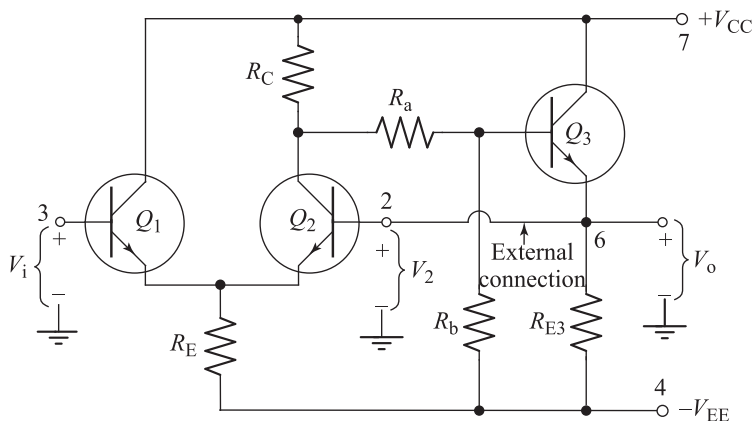 +V_CC
7
R_C
R_a
Q_3
3
Q_1
Q_2
2
+
+
6
+
V_i
External
connection
V_2
V_o
−
−
−
R_b
R_E3
R_E
4
−V_EE